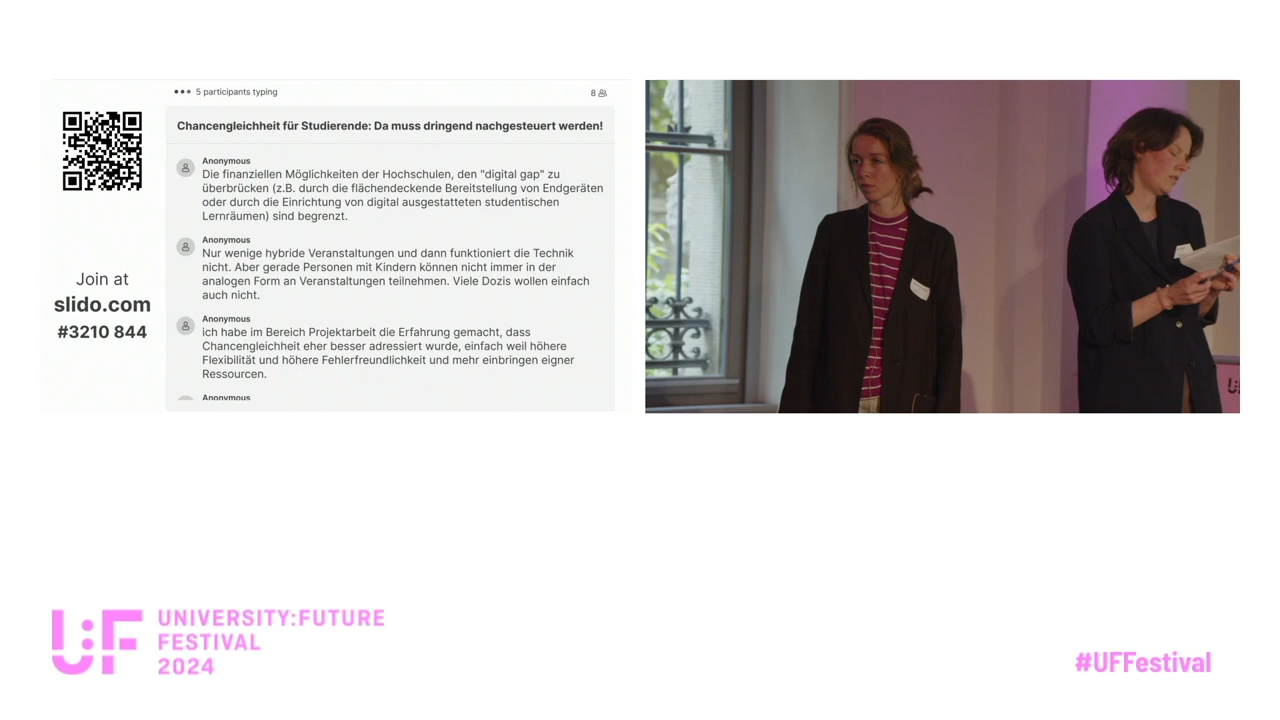 5 participants typing
8
Chancengleichheit für Studierende: Da muss dringend nachgesteuert werden!
Anonymous
Die finanziellen Möglichkeiten der Hochschulen, den "digital gap" zu
überbrücken (z.B. durch die flächendeckende Bereitstellung von Endgeräten
oder durch die Einrichtung von digital ausgestatteten studentischen
Lernräumen) sind begrenzt.
Anonymous
Nur wenige hybride Veranstaltungen und dann funktioniert die Technik
nicht. Aber gerade Personen mit Kindern können nicht immer in der
analogen Form an Veranstaltungen teilnehmen. Viele Dozis wollen einfach
auch nicht.
Anonymous
ich habe im Bereich Projektarbeit die Erfahrung gemacht, dass
Chancengleichheit eher besser adressiert wurde, einfach weil höhere
Flexibilität und höhere Fehlerfreundlichkeit und mehr einbringen eigner
Ressourcen.
Anonymous
Join at
slido.com
#3210 844
U:F
UNIVERSITY:FUTURE
FESTIVAL
2024
#UFFestival